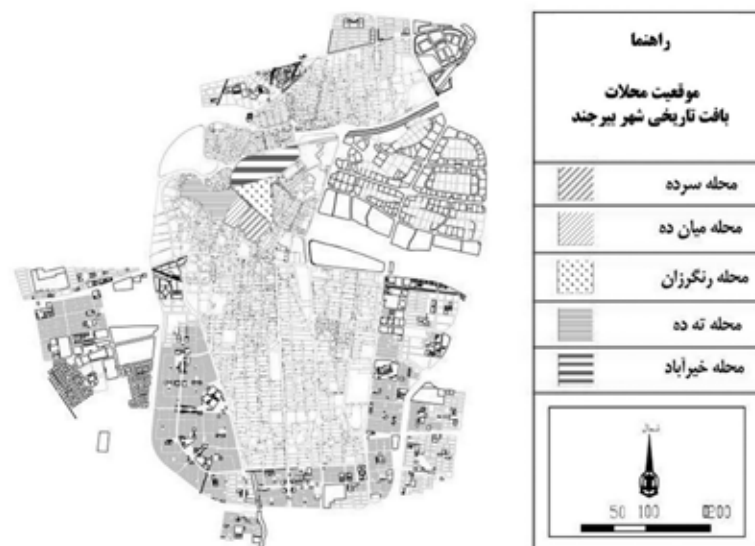 راهنما
موقعیت محلات
بافت تاریخی شهر بیرجند
محله سرده
محله میان ده
محله رنگرزان
محله ته ده
محله خیرآباد
شمال
50 100 200